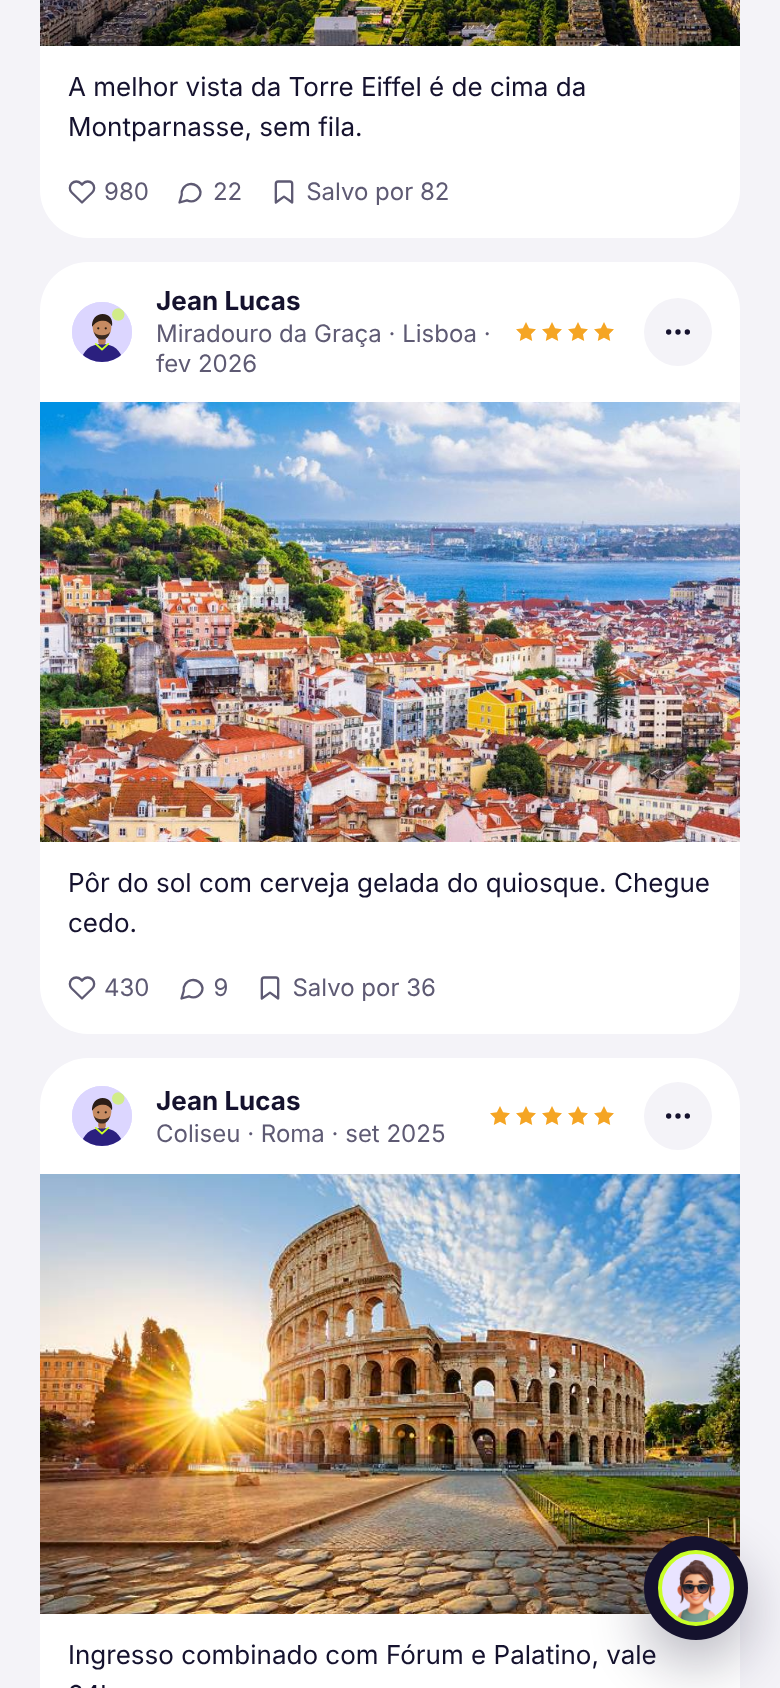 A melhor vista da Torre Eiffel é de cima da
Montparnasse, sem fila.
980 22 Salvo por 82
Jean Lucas
Miradouro da Graça · Lisboa ·
fev 2026
Pôr do sol com cerveja gelada do quiosque. Chegue
cedo.
430 9 Salvo por 36
Jean Lucas
Coliseu · Roma · set 2025
Ingresso combinado com Fórum e Palatino, vale